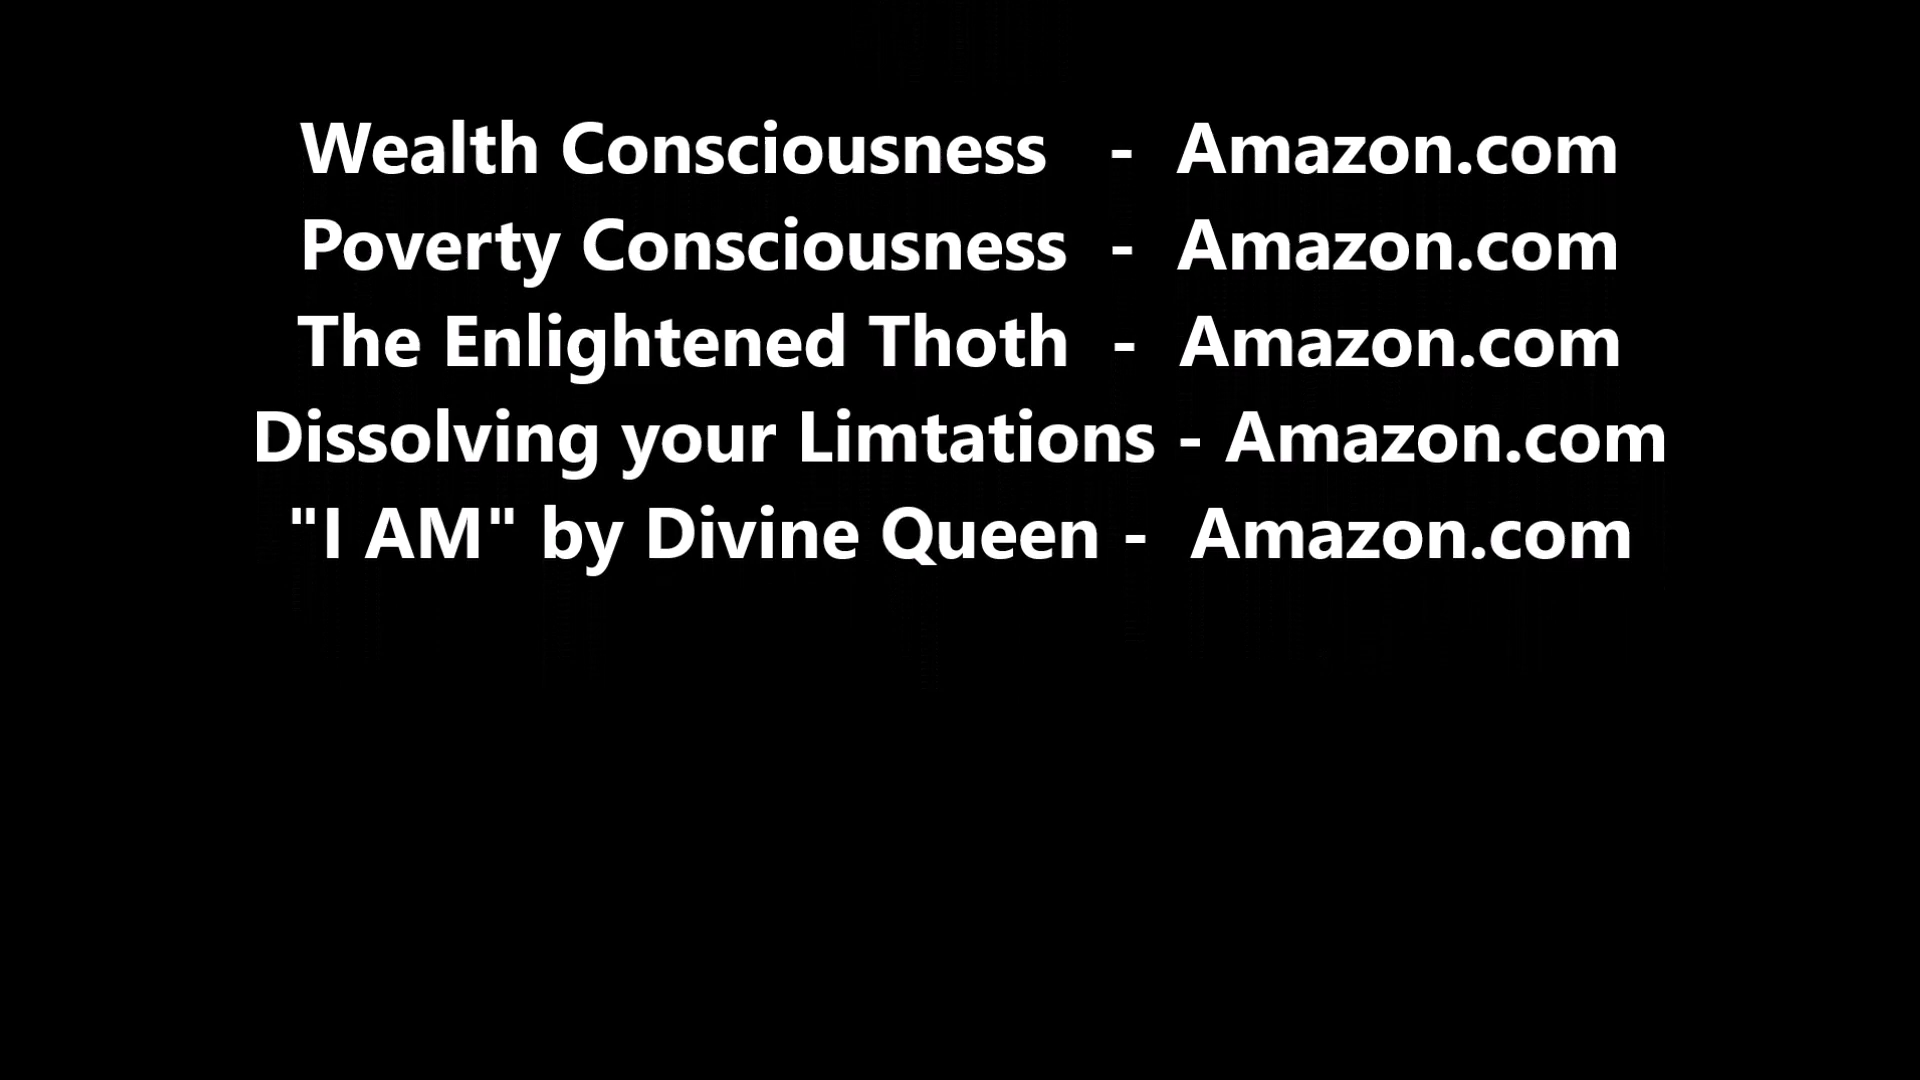 Wealth Consciousness - Amazon.com
Poverty Consciousness - Amazon.com
The Enlightened Thoth - Amazon.com
Dissolving your Limtations - Amazon.com
"I AM" by Divine Queen - Amazon.com